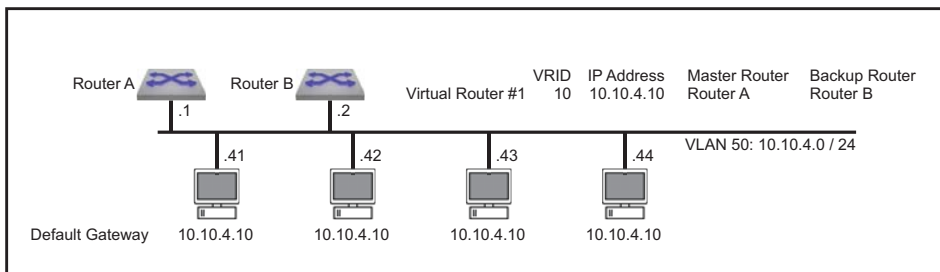 VRID IP Address Master Router Backup Router
Router A Router B Virtual Router #1 10 10.10.4.10 Router A Router B
.1 .2
VLAN 50: 10.10.4.0 / 24
.41 .42 .43 .44
Default Gateway 10.10.4.10 10.10.4.10 10.10.4.10 10.10.4.10